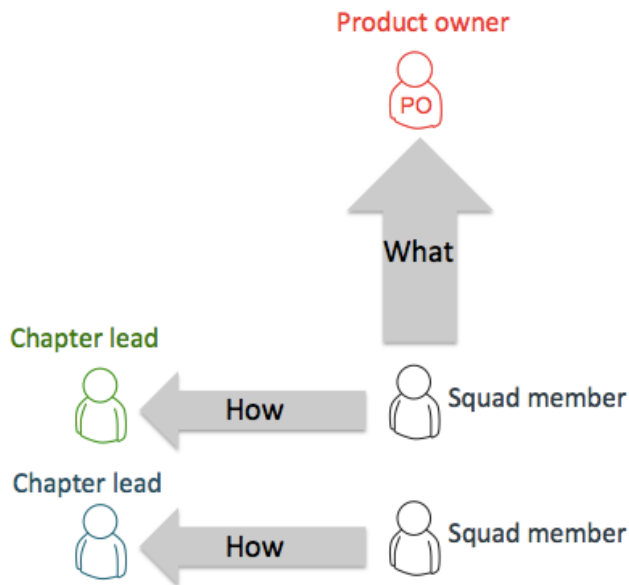 Product owner
PO
What
Chapter lead
How
Squad member
Chapter lead
How
Squad member